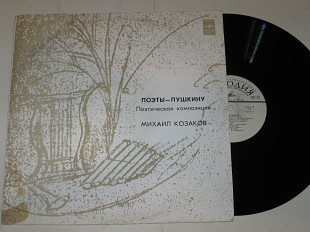 ПОЭТЫ—ПУШКИНУ
Поэтическая композиция
МИХАИЛ КОЗАКОВ